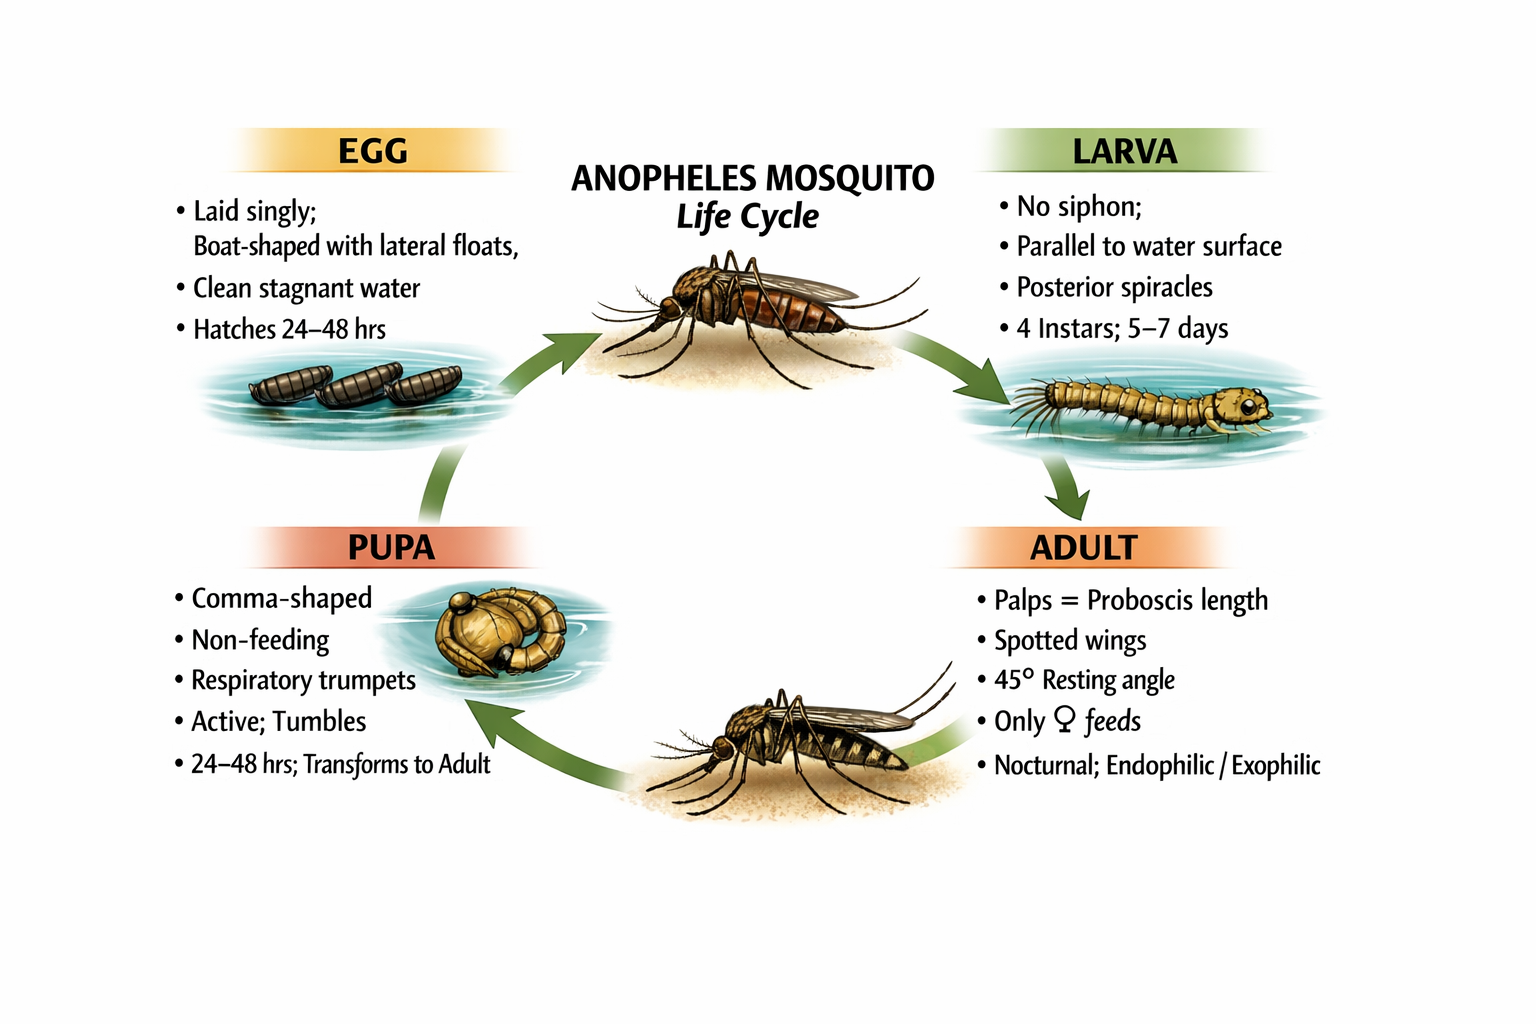 ANOPHELES MOSQUITO
Life Cycle
EGG
• Laid singly;
Boat-shaped with lateral floats,
• Clean stagnant water
• Hatches 24–48 hrs
LARVA
• No siphon;
• Parallel to water surface
• Posterior spiracles
• 4 Instars; 5–7 days
PUPA
• Comma-shaped
• Non-feeding
• Respiratory trumpets
• Active; Tumbles
• 24–48 hrs; Transforms to Adult
ADULT
• Palps = Proboscis length
• Spotted wings
• 45° Resting angle
• Only ♀ feeds
• Nocturnal; Endophilic / Exophilic